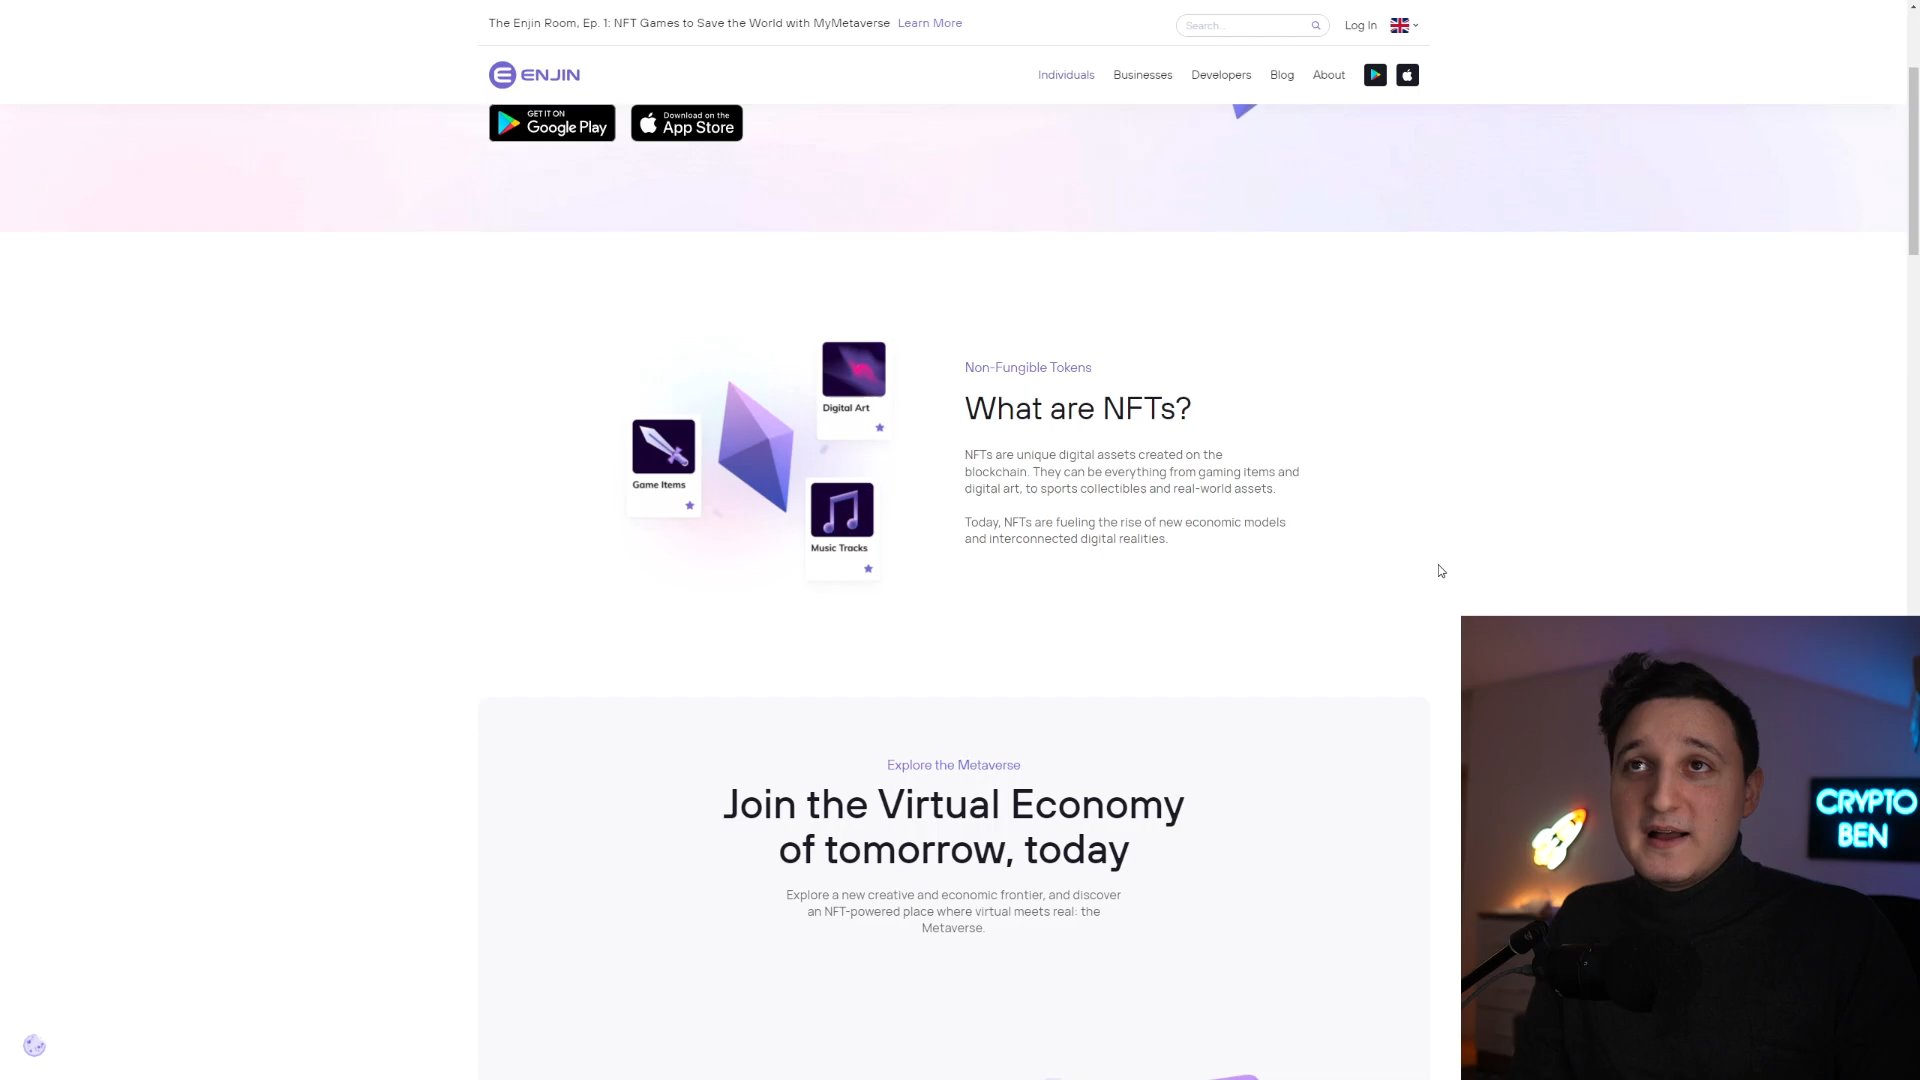 The Enjin Room, Ep. 1: NFT Games to Save the World with MyMetaverse Learn More
Search...
Log In
ENJIN
Individuals
Businesses
Developers
Blog
About
GET IT ON
Google Play
Download on the
App Store
Digital Art
Game Items
Music Tracks
Non-Fungible Tokens
What are NFTs?
NFTs are unique digital assets created on the
blockchain. They can be everything from gaming items and
digital art, to sports collectibles and real-world assets.
Today, NFTs are fueling the rise of new economic models
and interconnected digital realities.
Explore the Metaverse
Join the Virtual Economy
of tomorrow, today
Explore a new creative and economic frontier, and discover
an NFT-powered place where virtual meets real: the
Metaverse.
CRYPTO
BEN